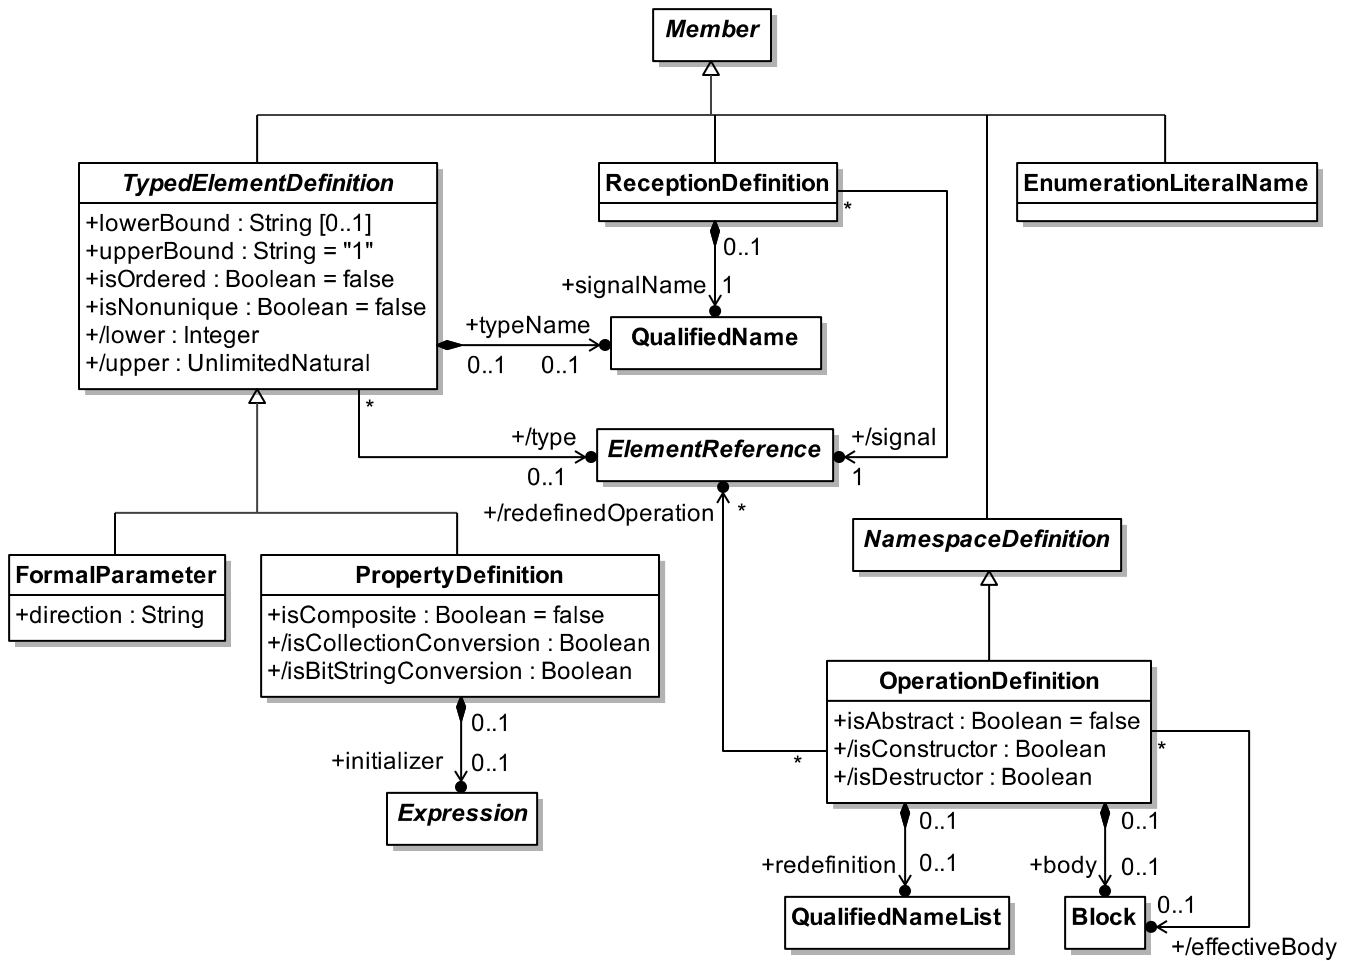 Member
TypedElementDefinition
+lowerBound : String [0..1]
+upperBound : String = "1"
+isOrdered : Boolean = false
+isNonunique : Boolean = false
+/lower : Integer
+/upper : UnlimitedNatural
ReceptionDefinition
EnumerationLiteralName
*
0..1
+signalName
1
+typeName
0..1
0..1
QualifiedName
*
+/type
0..1
ElementReference
+/signal
1
+/redefinedOperation
*
NamespaceDefinition
FormalParameter
+direction : String
PropertyDefinition
+isComposite : Boolean = false
+/isCollectionConversion : Boolean
+/isBitStringConversion : Boolean
0..1
+initializer
0..1
Expression
OperationDefinition
+isAbstract : Boolean = false
+/isConstructor : Boolean
+/isDestructor : Boolean
*
*
0..1
+redefinition
0..1
QualifiedNameList
0..1
+body
0..1
Block
0..1
+/effectiveBody